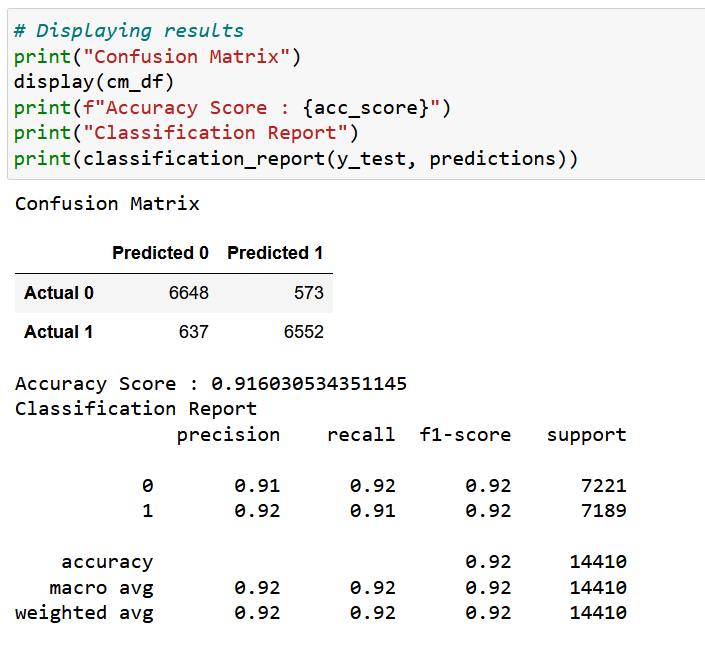 # Displaying results
print("Confusion Matrix")
display(cm_df)
print(f"Accuracy Score : {acc_score}")
print("Classification Report")
print(classification_report(y_test, predictions))
Confusion Matrix
Predicted 0 Predicted 1
Actual 0 6648 573
Actual 1 637 6552
Accuracy Score : 0.916030534351145
Classification Report
precision recall f1-score support
0 0.91 0.92 0.92 7221
1 0.92 0.91 0.92 7189
accuracy 0.92 14410
macro avg 0.92 0.92 0.92 14410
weighted avg 0.92 0.92 0.92 14410